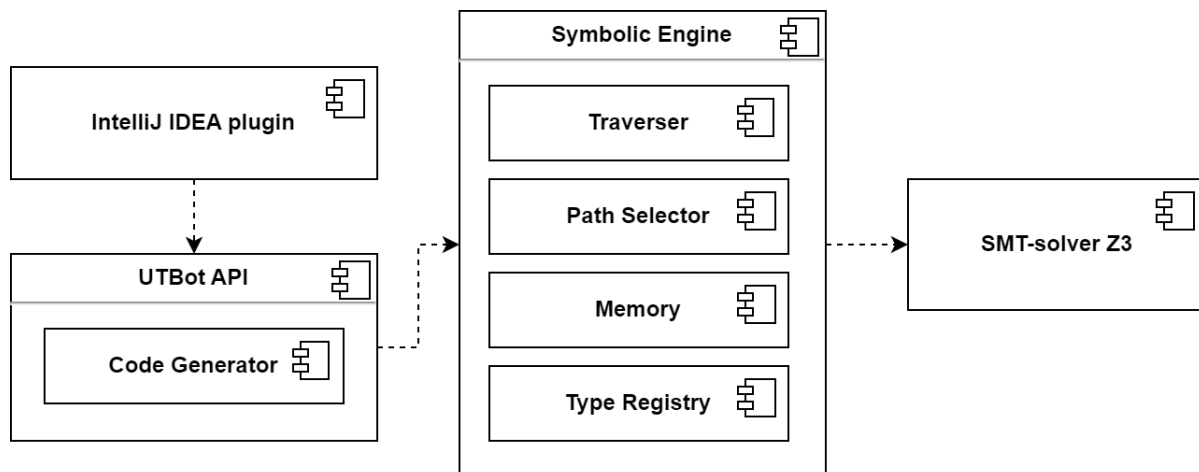 IntelliJ IDEA plugin
UTBot API
Code Generator
Symbolic Engine
Traverser
Path Selector
Memory
Type Registry
SMT-solver Z3